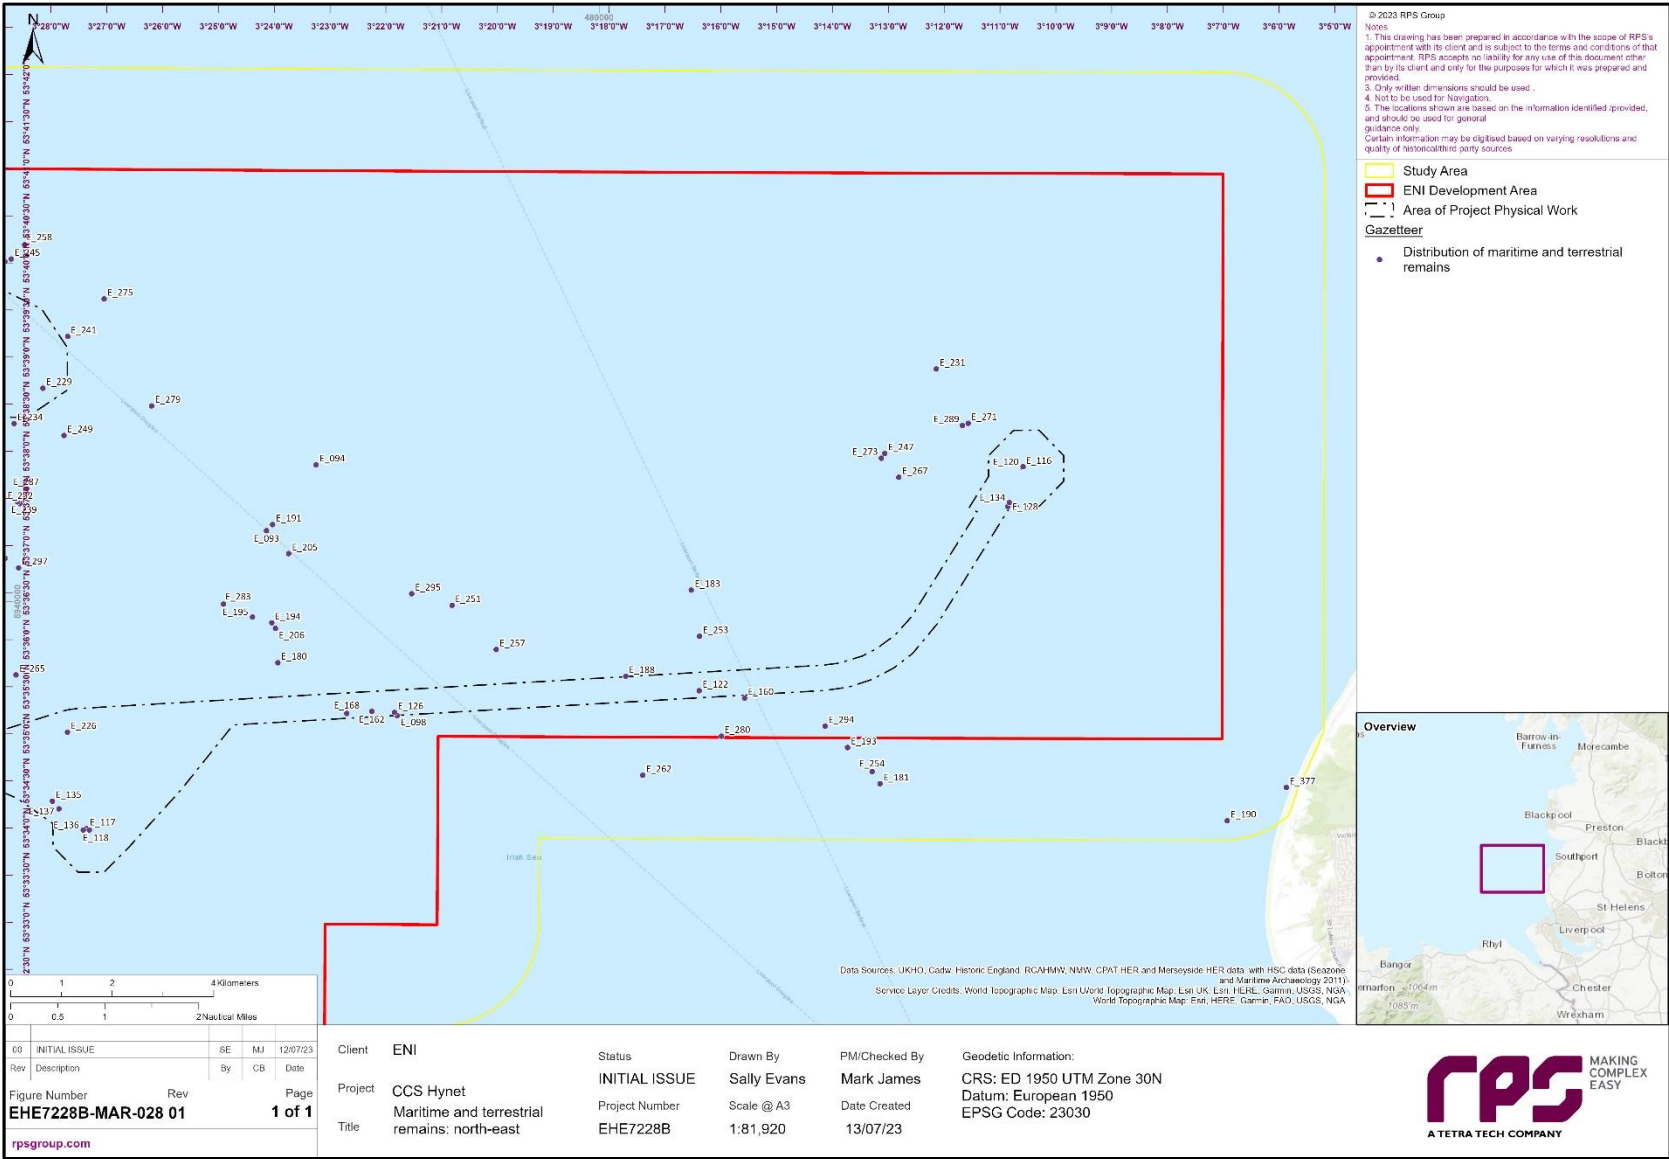 N
3°28'0"W 3°25'0"W 3°24'0"W 3°23'0"W 3°22'0"W 3°21'0"W 3°20'0"W 3°19'0"W 3°18'0"W 3°17'0"W 3°16'0"W 3°15'0"W 3°14'0"W 3°13'0"W 3°12'0"W 3°11'0"W 3°10'0"W 3°9'0"W 3°8'0"W 3°7'0"W 3°6'0"W 3°5'0"W
480000
53°41'30"N
53°40'30"N
E_258
E_245
E_275
E_241
E_229
E_279
E_234
E_249
E_094
E_231
E_289
E_271
E_273
E_247
E_267
E_120
E_116
E_134
E_128
E_191
E_093
E_205
E_297
E_283
E_195
E_194
E_206
E_180
E_295
E_251
E_257
E_183
E_253
E_265
E_188
E_122
E_160
E_168
E_162
E_126
E_098
E_226
E_280
E_294
E_193
E_262
E_254
E_181
E_377
E_190
E_135
E_137
E_136
E_117
E_118
Irish Sea
0 1 2 4 Kilometers
0 0.5 1 2 Nautical Miles
Data Sources: UKHO, Cadw, Historic England, RCAHMW, NMW, CPAT HER and Merseyside HER data, with HSC data (Seazone
and Maritime Archaeology 2011)
Service Layer Credits: World Topographic Map: Esri UK, Esri, HERE, Garmin, USGS, NGA
World Topographic Map: Esri, HERE, Garmin, FAO, USGS, NGA
© 2023 RPS Group
Notes
1. This drawing has been prepared in accordance with the scope of RPS's
appointment with its client and is subject to the terms and conditions of that
appointment. RPS accepts no liability for any use of this document other
than by its client and only for the purposes for which it was prepared and
provided.
3. Only written dimensions should be used .
4. Not to be used for Navigation.
5. The locations shown are based on the information identified /provided,
and should be used for general
guidance only.
Certain information may be digitised based on varying resolutions and
quality of historical/third party sources
Study Area
ENI Development Area
Area of Project Physical Work
Gazetteer
Distribution of maritime and terrestrial
remains
Overview
Barrow-in-
Furness
Morecambe
Blackpool
Preston
Southport
Bolton
St Helens
Liverpool
Rhyl
Bangor
ernarfon
1064 m
1085 m
Chester
Wrexham
00 INITIAL ISSUE SE MJ 12/07/23
Rev Description By CB Date
Figure Number Rev Page
EHE7228B-MAR-028 01 1 of 1
rpsgroup.com
Client ENI
Project CCS Hynet
Title Maritime and terrestrial
remains: north-east
Status
INITIAL ISSUE
Project Number
EHE7228B
Drawn By
Sally Evans
Scale @ A3
1:81,920
PM/Checked By
Mark James
Date Created
13/07/23
Geodetic Information:
CRS: ED 1950 UTM Zone 30N
Datum: European 1950
EPSG Code: 23030
rps
MAKING
COMPLEX
EASY
A TETRA TECH COMPANY